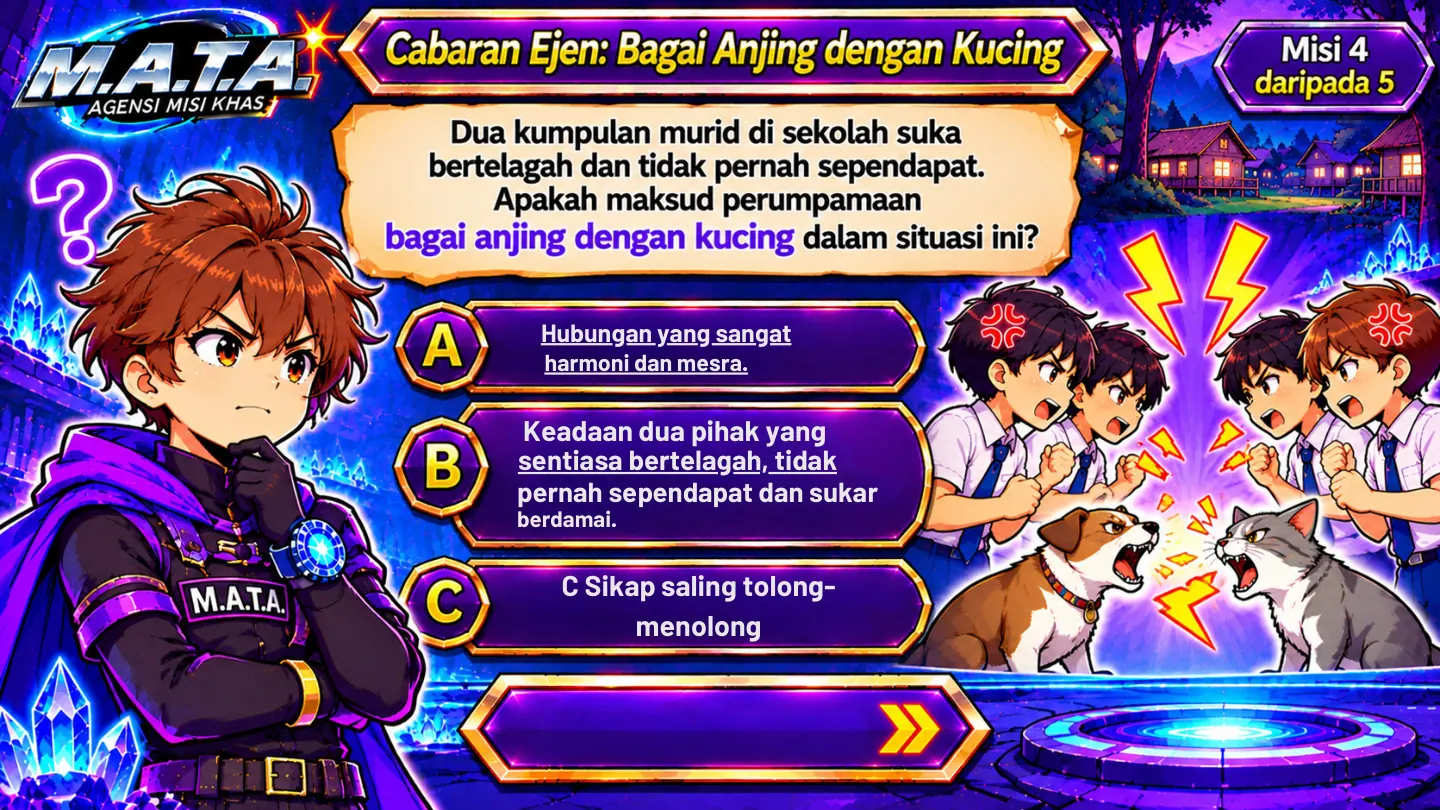 M.A.T.A.
AGENSI MISI KHAS
Cabaran Ejen: Bagai Anjing dengan Kucing
Misi 4
daripada 5
Dua kumpulan murid di sekolah suka
bertelagah dan tidak pernah sependapat.
Apakah maksud perumpamaan
bagai anjing dengan kucing dalam situasi ini?
?
A
Hubungan yang sangat
harmoni dan mesra.
B
Keadaan dua pihak yang
sentiasa bertelagah, tidak
pernah sependapat dan sukar
berdamai.
C
C Sikap saling tolong-
menolong
M.A.T.A.